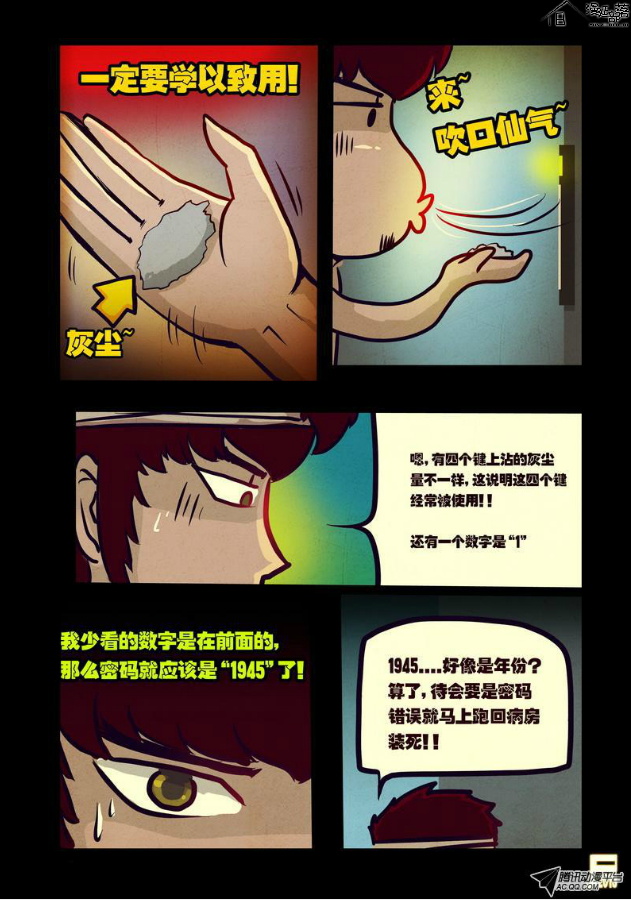 一定要学以致用!
灰尘~
来~
吹口仙气~
嗯,有四个键上沾的灰尘
量不一样,这说明这四个键
经常被使用!!
还有一个数字是“1”
我少看的数字是在前面的,
那么密码就应该是“1945”了!
1945....好像是年份?
算了,待会要是密码
错误就马上跑回病房
装死!!
腾讯动漫平台
AC.QQ.COM